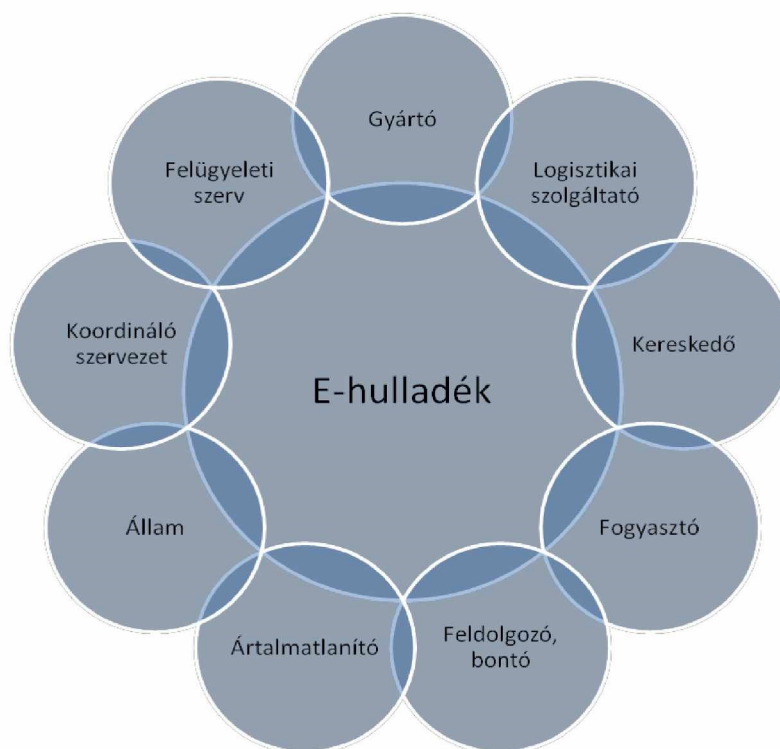 Gyártó
Logisztikai
szolgáltató
Kereskedő
Fogyasztó
Feldolgozó,
bontó
Ártalmatlanító
Állam
Koordináló
szervezet
Felügyeleti
szerv
E-hulladék